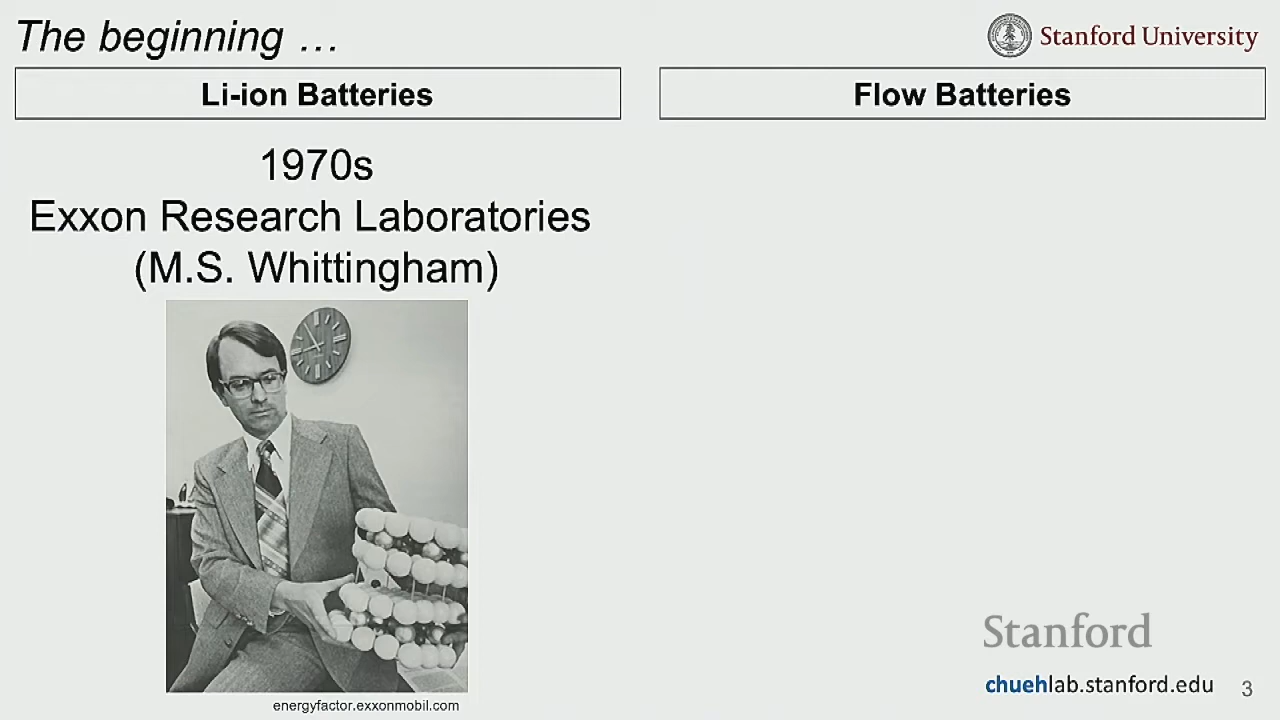 The beginning …
Stanford University
Li-ion Batteries
Flow Batteries
1970s
Exxon Research Laboratories
(M.S. Whittingham)
energyfactor.exxonmobil.com
Stanford
chuehlab.stanford.edu
3